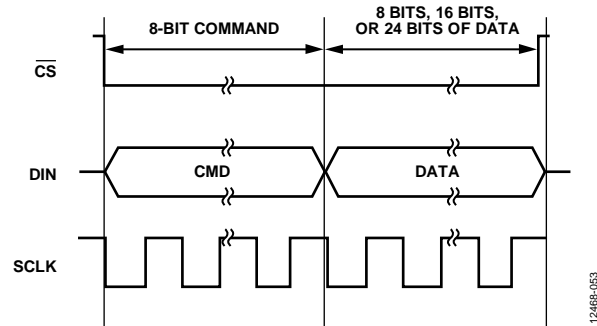 8-BIT COMMAND
8 BITS, 16 BITS,
OR 24 BITS OF DATA
CS
DIN
CMD
DATA
SCLK
12468-053